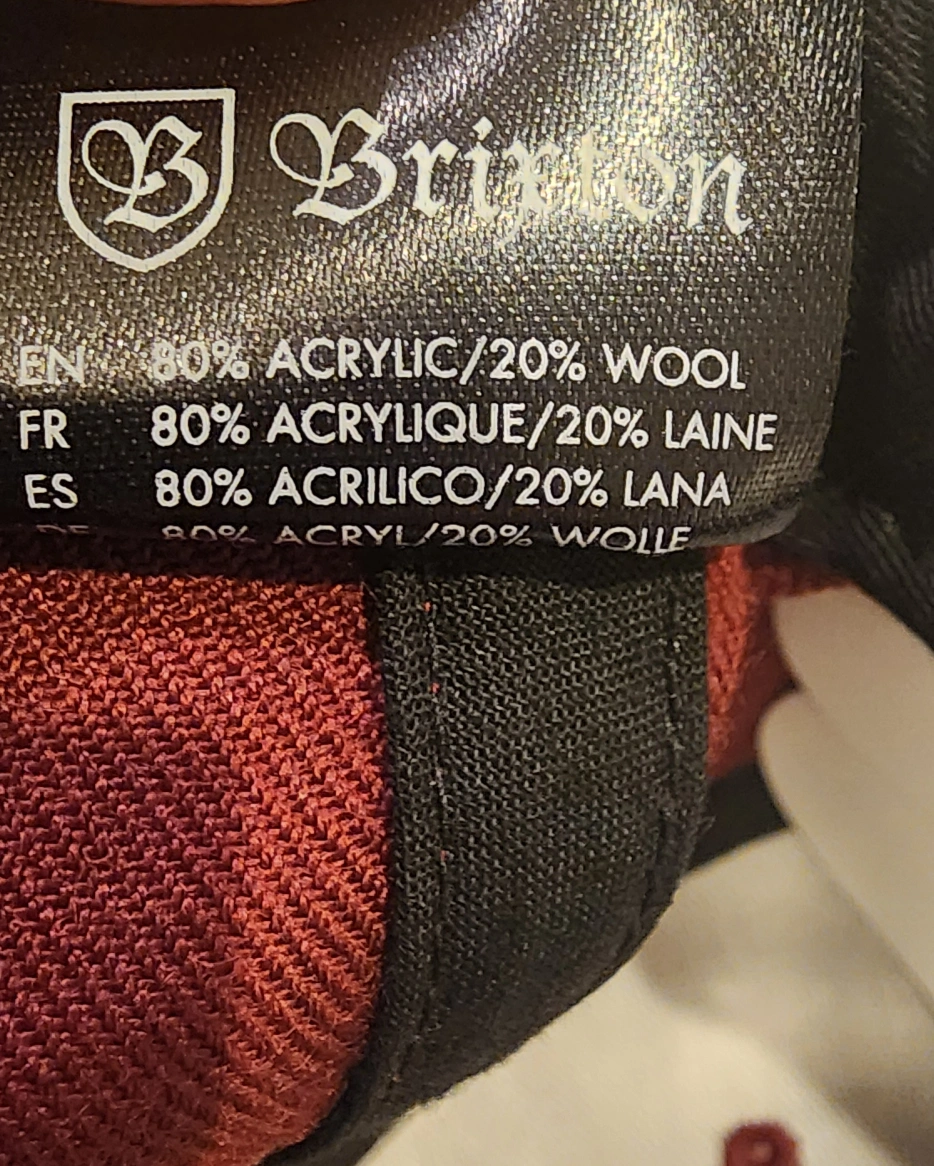 B Brixton
EN 80% ACRYLIC/20% WOOL
FR 80% ACRYLIQUE/20% LAINE
ES 80% ACRILICO/20% LANA
DE 80% ACRYL/20% WOLLE